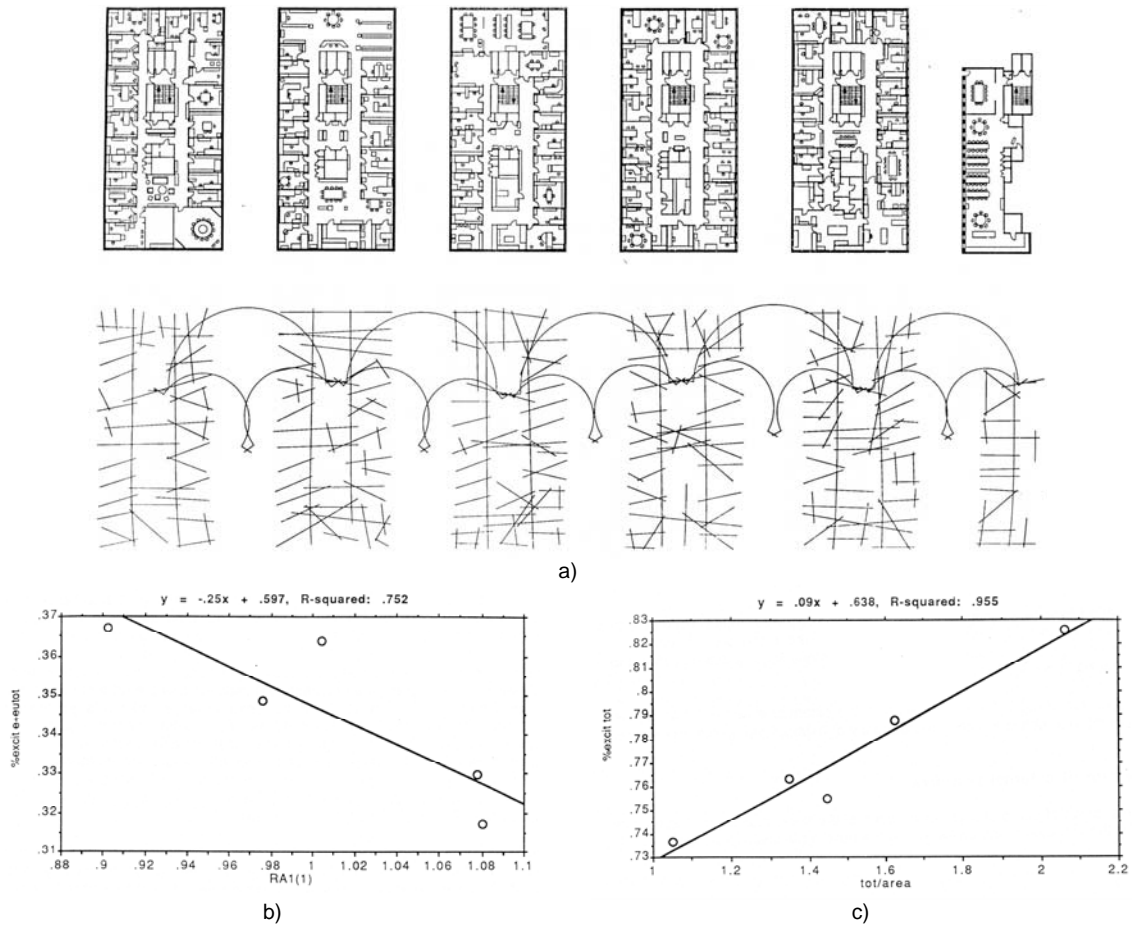 a)
y = -.25x + .597, R-squared: .752
.37
.36
.35
.34
.33
.32
.31
%excit e-eutot
.88 .9 .92 .94 .96 .98 1 1.02 1.04 1.06 1.08 1.1
RA1(1)
b)
y = .09x + .638, R-squared: .955
.83
.82
.81
.8
.79
.78
.77
.76
.75
.74
.73
%excit tot
1 1.2 1.4 1.6 1.8 2 2.2
tot/area
c)